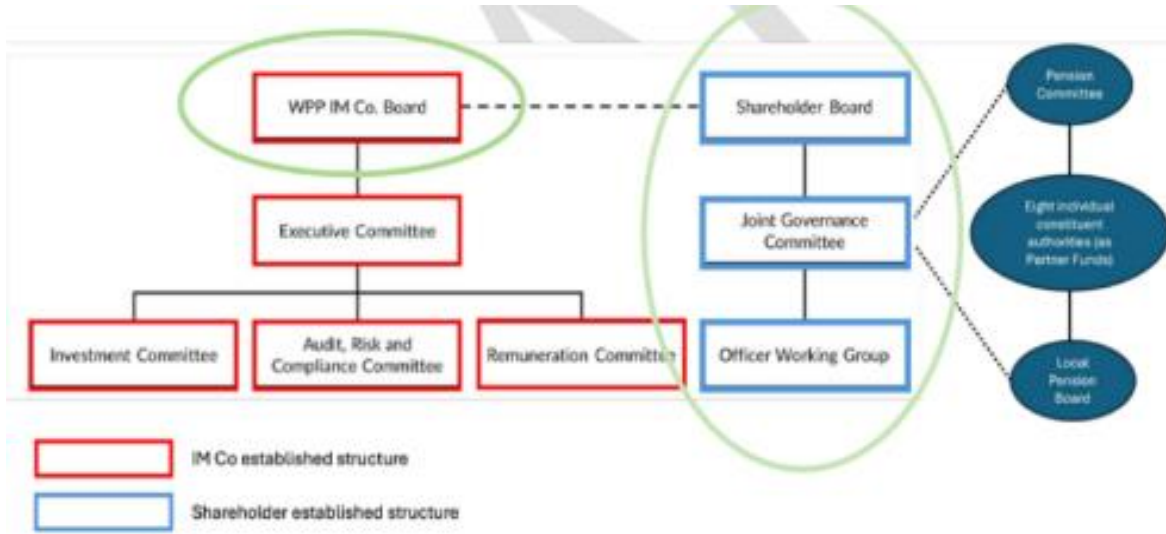 WPP IM Co. Board
Shareholder Board
Pension
Committee
Executive Committee
Joint Governance
Committee
Eight individual
constituent
authorities (as
Partner Funds)
Investment Committee
Audit, Risk and
Compliance Committee
Remuneration Committee
Officer Working Group
Local
Pension
Board
IM Co established structure
Shareholder established structure